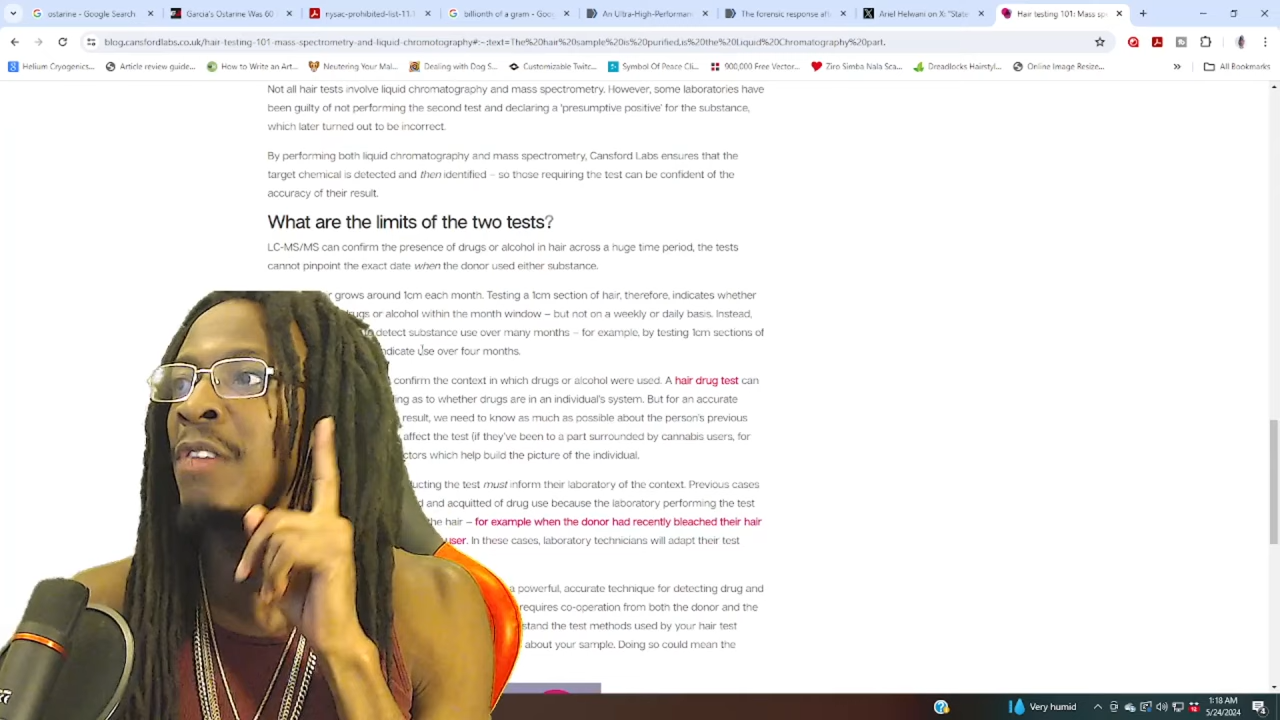 ostarine - Google Search
Garcia's Ostarine Was 60
nysac-prohibited-list-11.1
billionth of a gram - Goog
An Ultra-High-Performan
The forensic response aft
Ariel Helwani on X: "State
Hair testing 101: Mass sp
blog.cansfordlabs.co.uk/hair-testing-101-mass-spectrometry-and-liquid-chromotography#:~:text=The%20hair%20sample%20is%20purified,is%20the%20Liquid%20Chromatography%20part.
Helium Cryogenics...
Article review guide...
How to Write an Art...
Neutering Your Mal...
Dealing with Dog S...
Customizable Twitc...
Symbol Of Peace Cli...
900,000 Free Vector...
Ziro Simba Nala Sca...
Dreadlocks Hairstyl...
Online Image Resize...
»
All Bookmarks
Not all hair tests involve liquid chromatography and mass spectrometry. However, some laboratories have
been guilty of not performing the second test and declaring a 'presumptive positive' for the substance,
which later turned out to be incorrect.
By performing both liquid chromatography and mass spectrometry, Cansford Labs ensures that the
target chemical is detected and then identified – so those requiring the test can be confident of the
accuracy of their result.
What are the limits of the two tests?
LC-MS/MS can confirm the presence of drugs or alcohol in hair across a huge time period, the tests
cannot pinpoint the exact date when the donor used either substance.
grows around 1cm each month. Testing a 1cm section of hair, therefore, indicates whether
drugs or alcohol within the month window – but not on a weekly or daily basis. Instead,
detect substance use over many months – for example, by testing 1cm sections of
indicate use over four months.
confirm the context in which drugs or alcohol were used. A hair drug test can
as to whether drugs are in an individual's system. But for an accurate
result, we need to know as much as possible about the person's previous
affect the test (if they've been to a part surrounded by cannabis users, for
which help build the picture of the individual.
the test must inform their laboratory of the context. Previous cases
and acquitted of drug use because the laboratory performing the test
the hair – for example when the donor had recently bleached their hair
user. In these cases, laboratory technicians will adapt their test
a powerful, accurate technique for detecting drug and
requires co-operation from both the donor and the
the test methods used by your hair test
about your sample. Doing so could mean the
Very humid
1:18 AM
5/24/2024